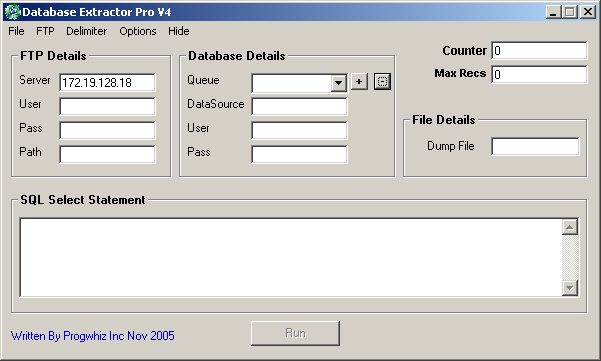 Database Extractor Pro V4
File FTP Delimiter Options Hide
FTP Details
Server 172.19.128.18
User
Pass
Path
Database Details
Queue + -
DataSource
User
Pass
Counter 0
Max Recs 0
File Details
Dump File
SQL Select Statement
Written By Progwhiz Inc Nov 2005
Run